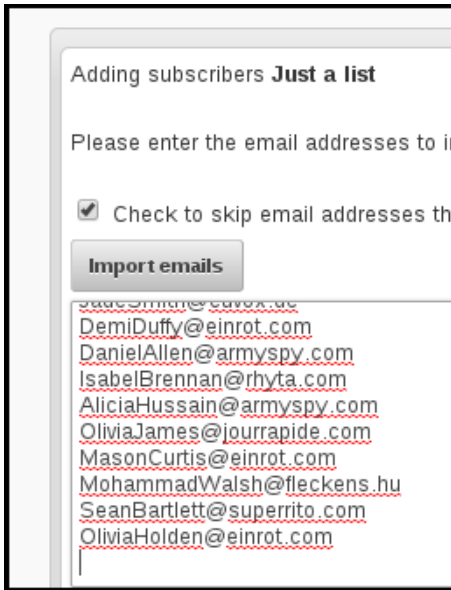 Adding subscribers Just a list
Please enter the email addresses to
Check to skip email addresses
Import emails
DemiDuffy@einrot.com
DanielAllen@armyspy.com
IsabelBrennan@rhyta.com
AliciaHussain@armyspy.com
OliviaJames@jourrapide.com
MasonCurtis@einrot.com
MohammadWalsh@fleckens.hu
SeanBartlett@superrito.com
OliviaHolden@einrot.com